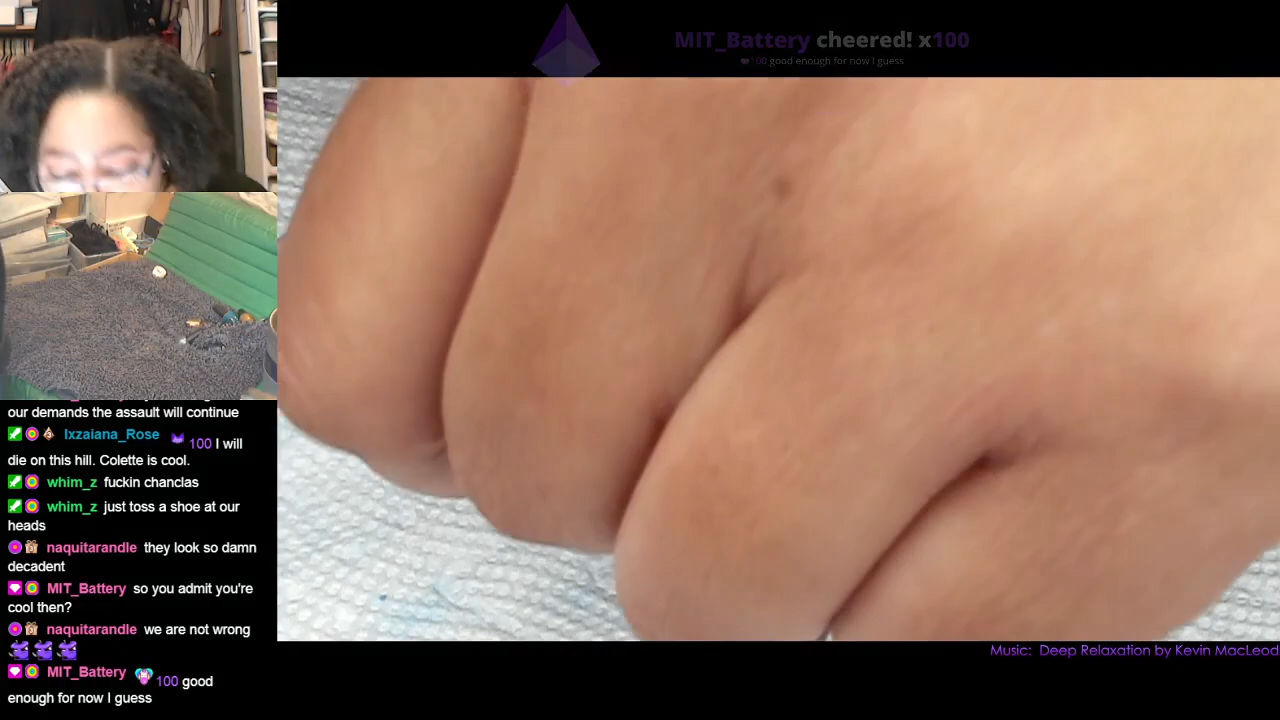 MIT_Battery cheered! x100
100 good enough for now I guess
our demands the assault will continue
Ixzaiana_Rose 100 I will
die on this hill. Colette is cool.
whim_z fuckin chanclas
whim_z just toss a shoe at our
heads
naquitarandle they look so damn
decadent
MIT_Battery so you admit you're
cool then?
naquitarandle we are not wrong
MIT_Battery 100 good
enough for now I guess
Music: Deep Relaxation by Kevin MacLeod